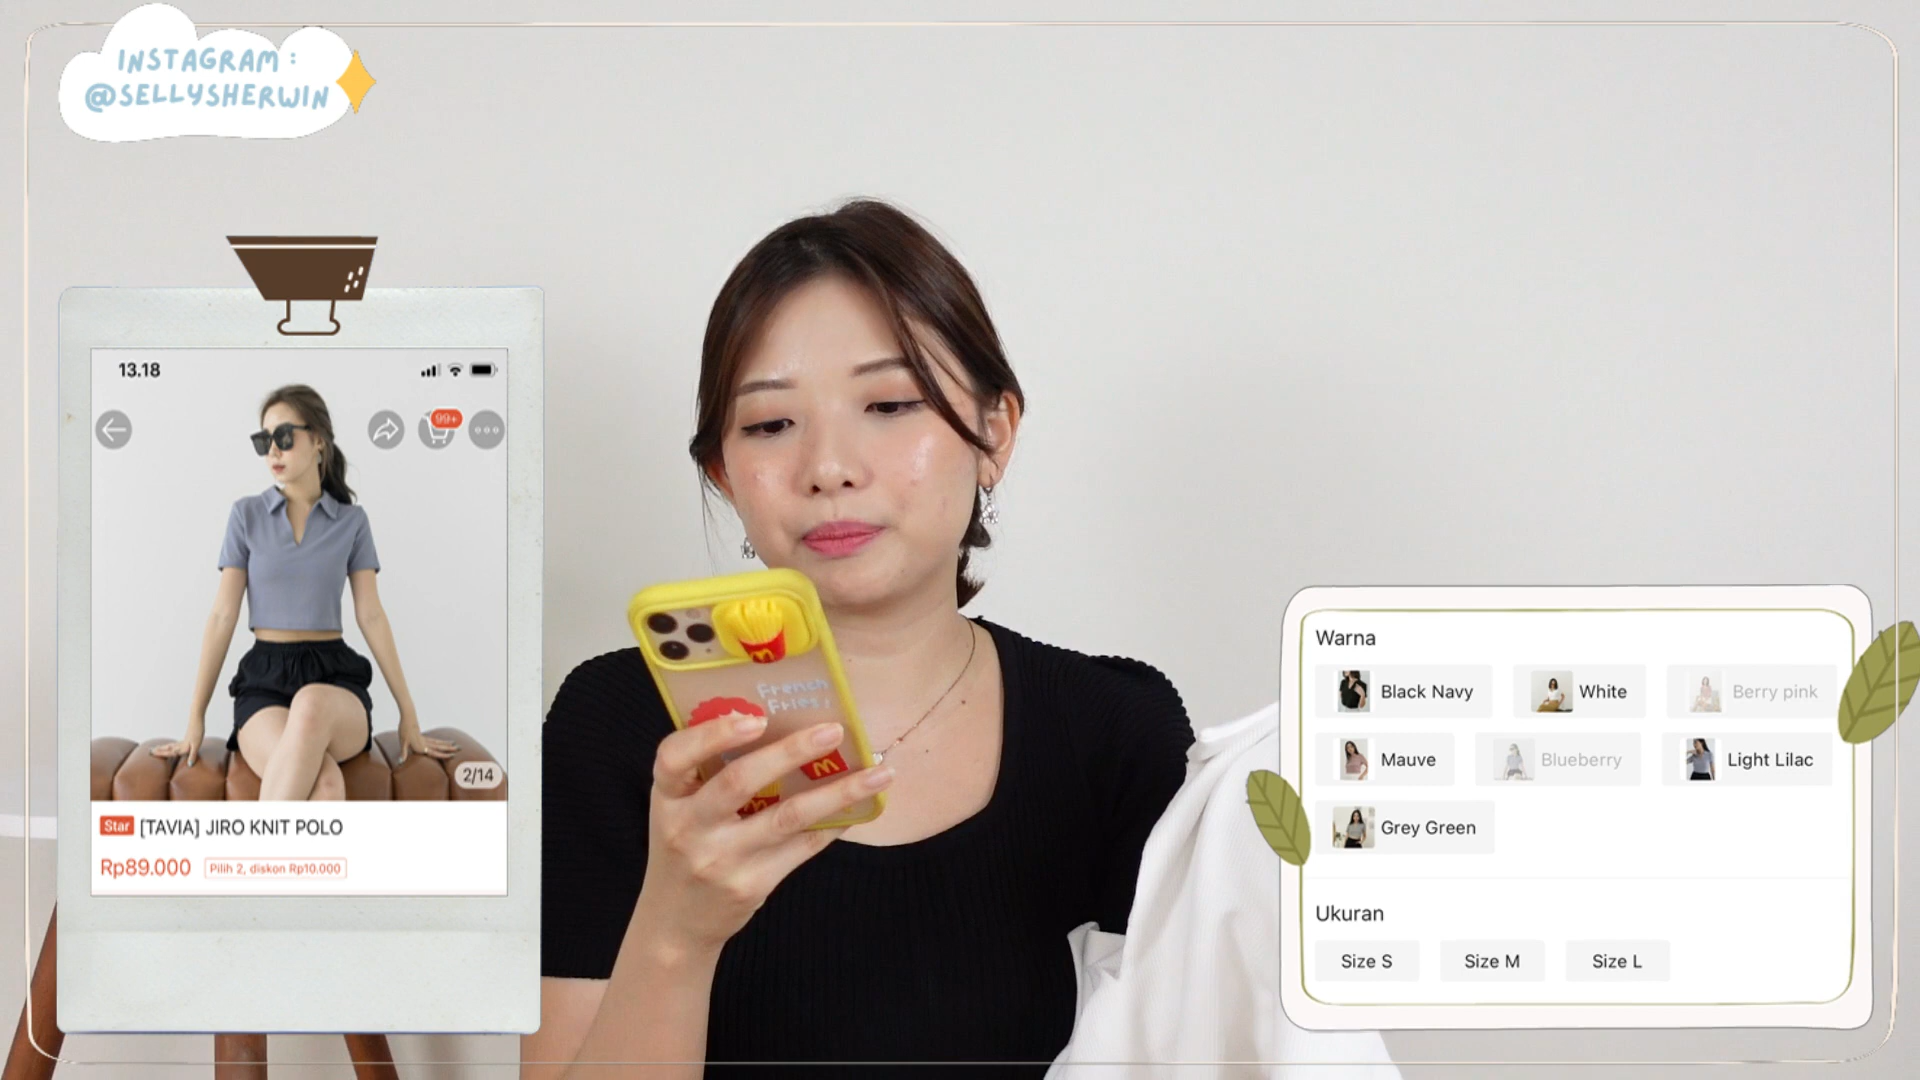 INSTAGRAM :
@SELLYSHERWIN
13.18
99+
2/14
Star [TAVIA] JIRO KNIT POLO
Rp89.000 Pilih 2, diskon Rp10.000
French
Fries
M
M
Warna
Black Navy White Berry pink
Mauve Blueberry Light Lilac
Grey Green
Ukuran
Size S Size M Size L